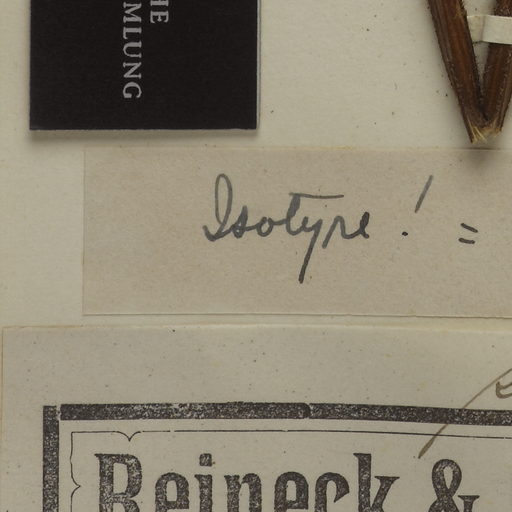 HE
MLUNG
Isotype! =
Reineck &